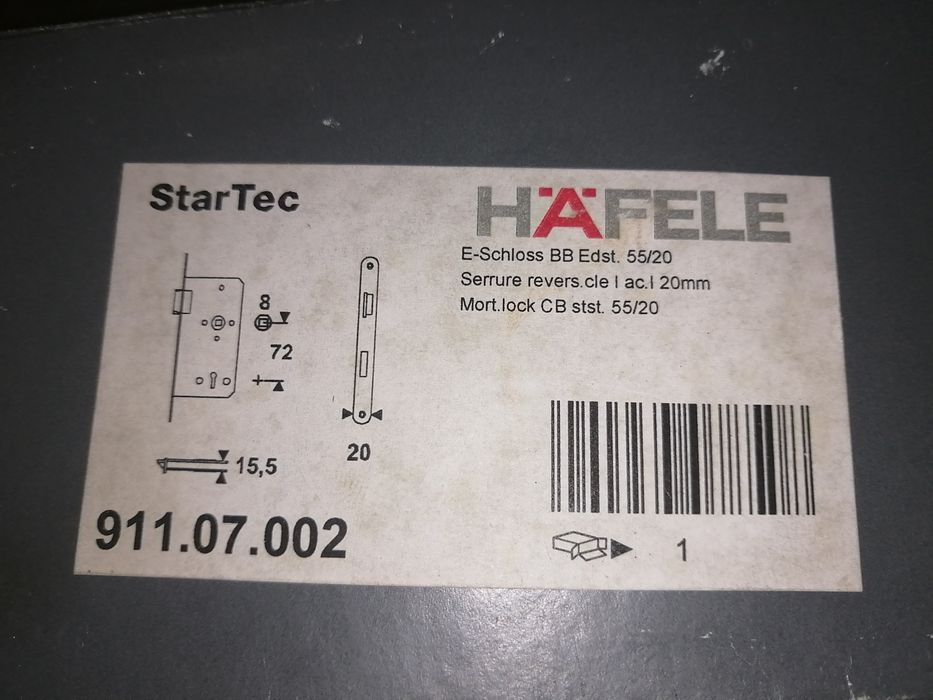 StarTec
HÄFELE
E-Schloss BB Edst. 55/20
Serrure revers.cle I ac.I 20mm
Mort.lock CB stst. 55/20
8
72
20
15,5
911.07.002
1